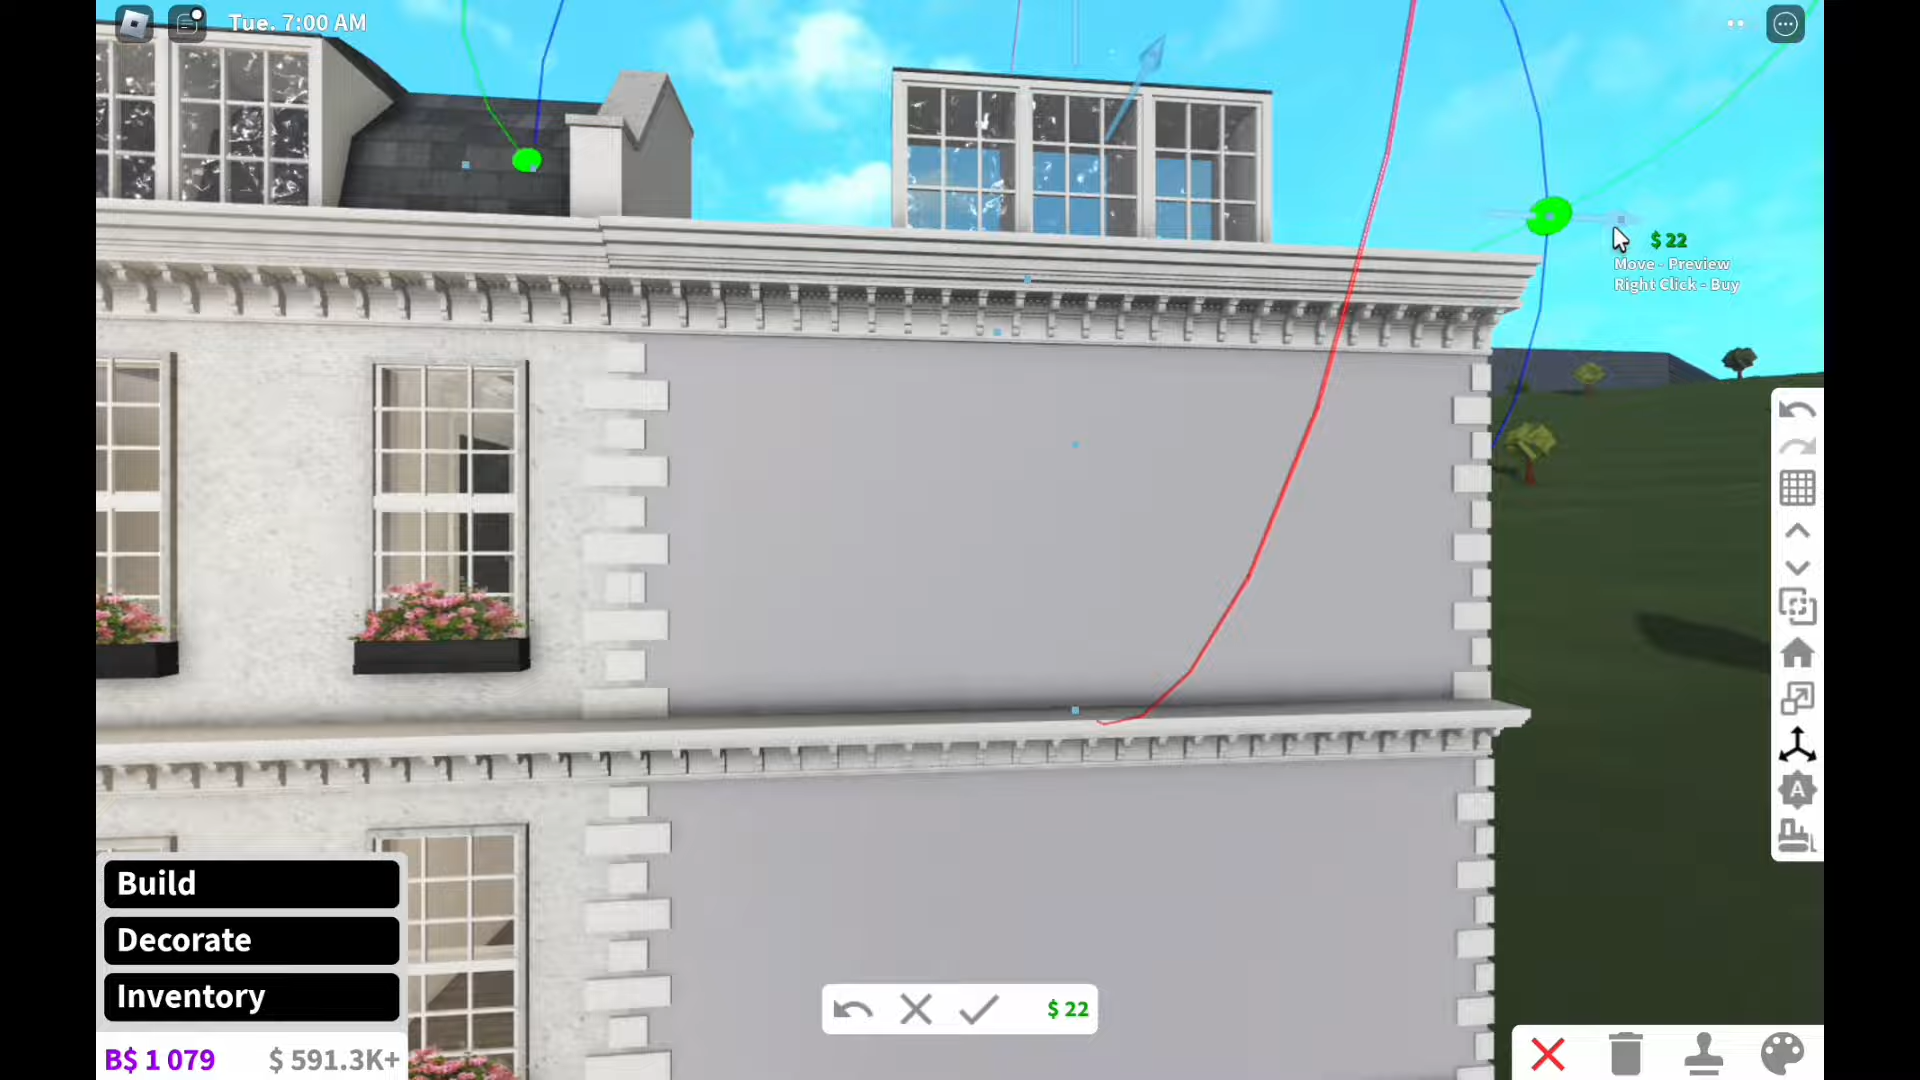 Tue. 7:00 AM
$ 22
Move - Preview
Right Click - Buy
A
Build
Decorate
Inventory
B$ 1 079
$ 591.3K+
$ 22